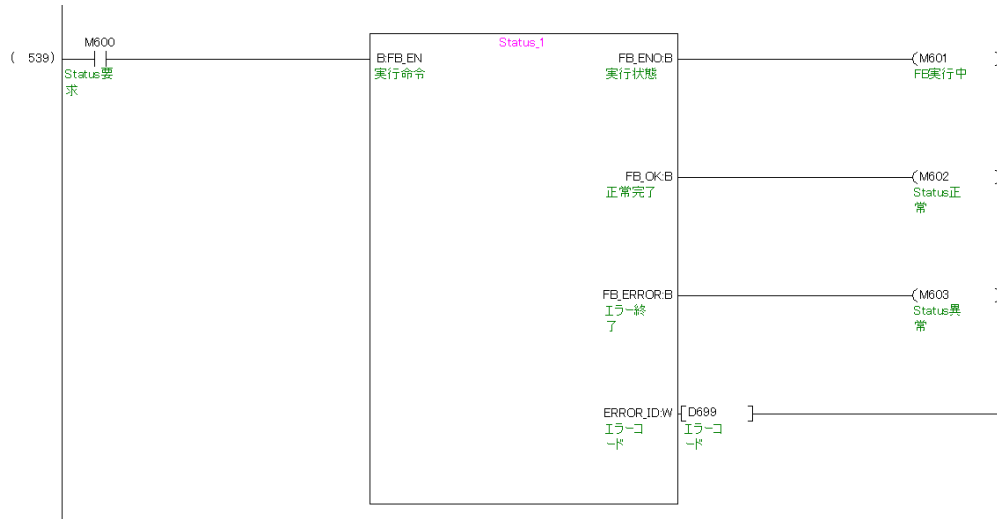 M600
Status_1
( 539)
B:FB_EN
FB_ENO:B
M601
Status要
求
実行命令
実行状態
FB実行中
FB_OK:B
M602
正常完了
Status正
常
FB_ERROR:B
M603
エラー終
了
Status異
常
ERROR_ID:W
D699
エラーコ
ード
エラーコ
ード